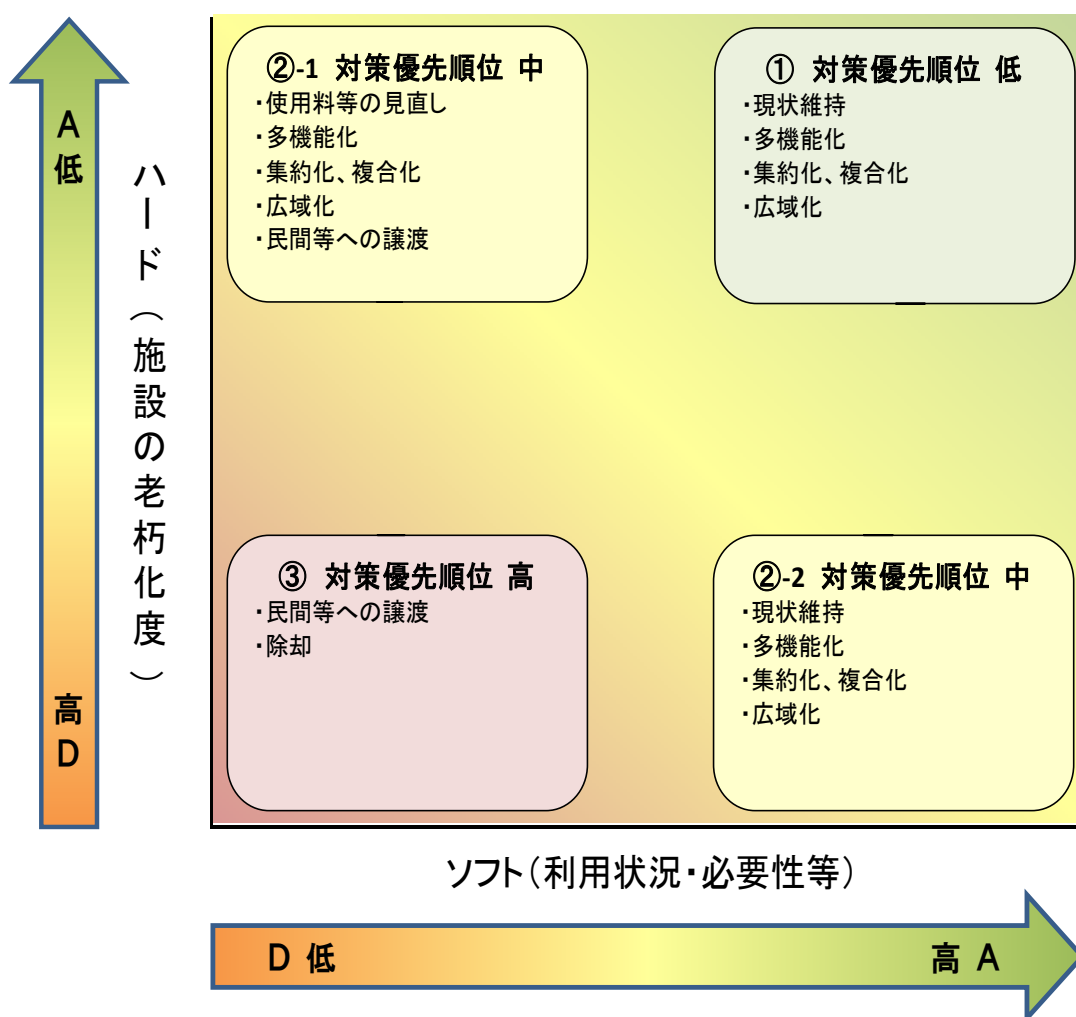 ②-1 対策優先順位 中
・使用料等の見直し
・多機能化
・集約化、複合化
・広域化
・民間等への譲渡
① 対策優先順位 低
・現状維持
・多機能化
・集約化、複合化
・広域化
A
低
ハード（施設の老朽化度）
高
D
③ 対策優先順位 高
・民間等への譲渡
・除却
②-2 対策優先順位 中
・現状維持
・多機能化
・集約化、複合化
・広域化
ソフト（利用状況・必要性等）
D 低
高 A